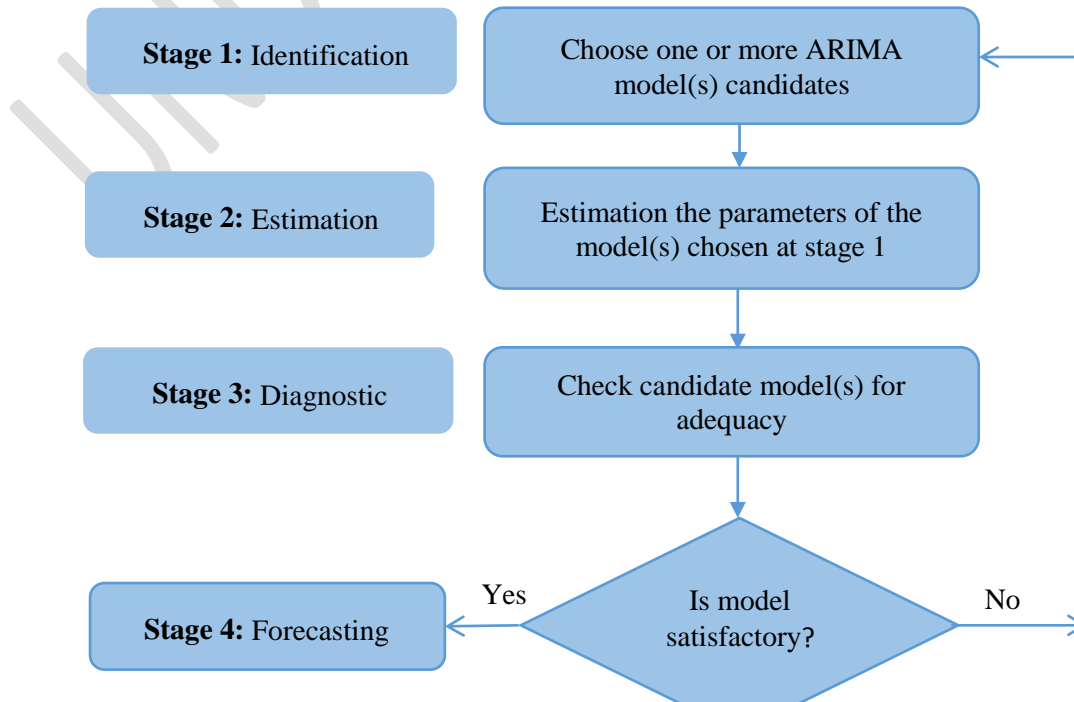 Stage 1: Identification
Choose one or more ARIMA
model(s) candidates
Stage 2: Estimation
Estimation the parameters of the
model(s) chosen at stage 1
Stage 3: Diagnostic
Check candidate model(s) for
adequacy
Yes
Is model
satisfactory?
No
Stage 4: Forecasting